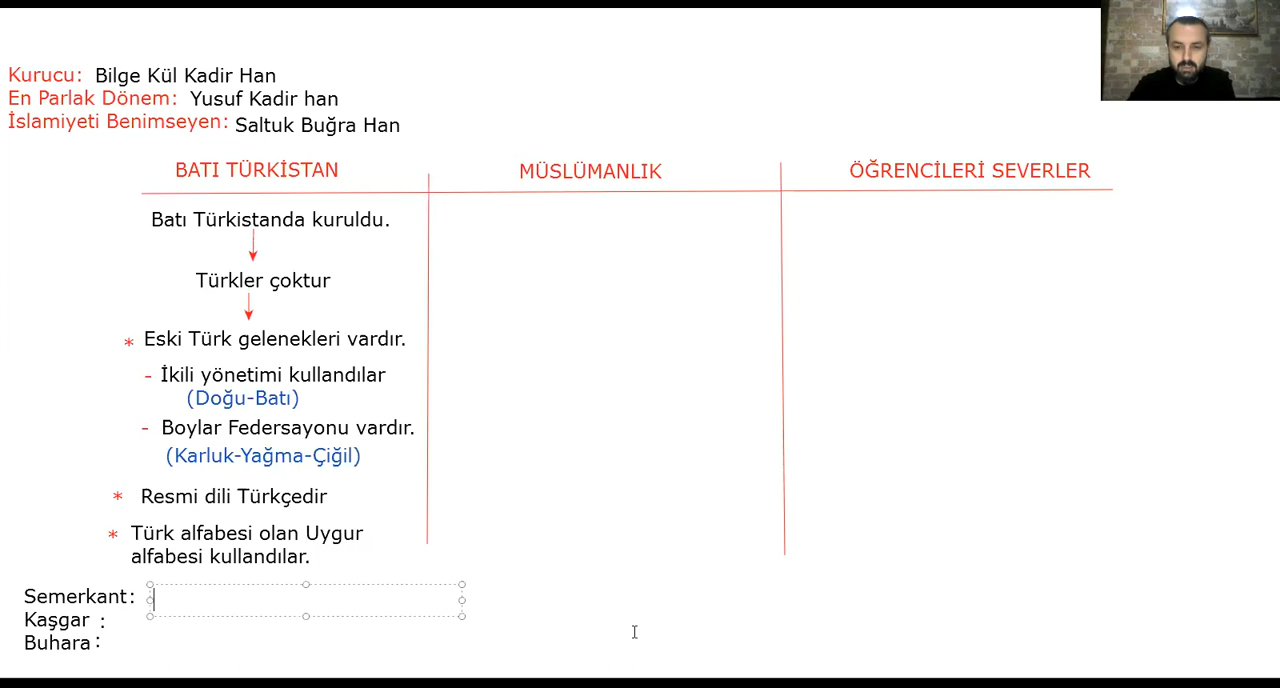 Kurucu: Bilge Kül Kadir Han
En Parlak Dönem: Yusuf Kadir han
İslamiyeti Benimseyen: Saltuk Buğra Han
BATI TÜRKİSTAN
MÜSLÜMANLIK
ÖĞRENCİLERİ SEVERLER
Batı Türkistanda kuruldu.
Türkler çoktur
* Eski Türk gelenekleri vardır.
- İkili yönetimi kullandılar
(Doğu-Batı)
- Boylar Federsayonu vardır.
(Karluk-Yağma-Çiğil)
* Resmi dili Türkçedir
* Türk alfabesi olan Uygur
alfabesi kullandılar.
Semerkant:
Kaşgar :
Buhara :